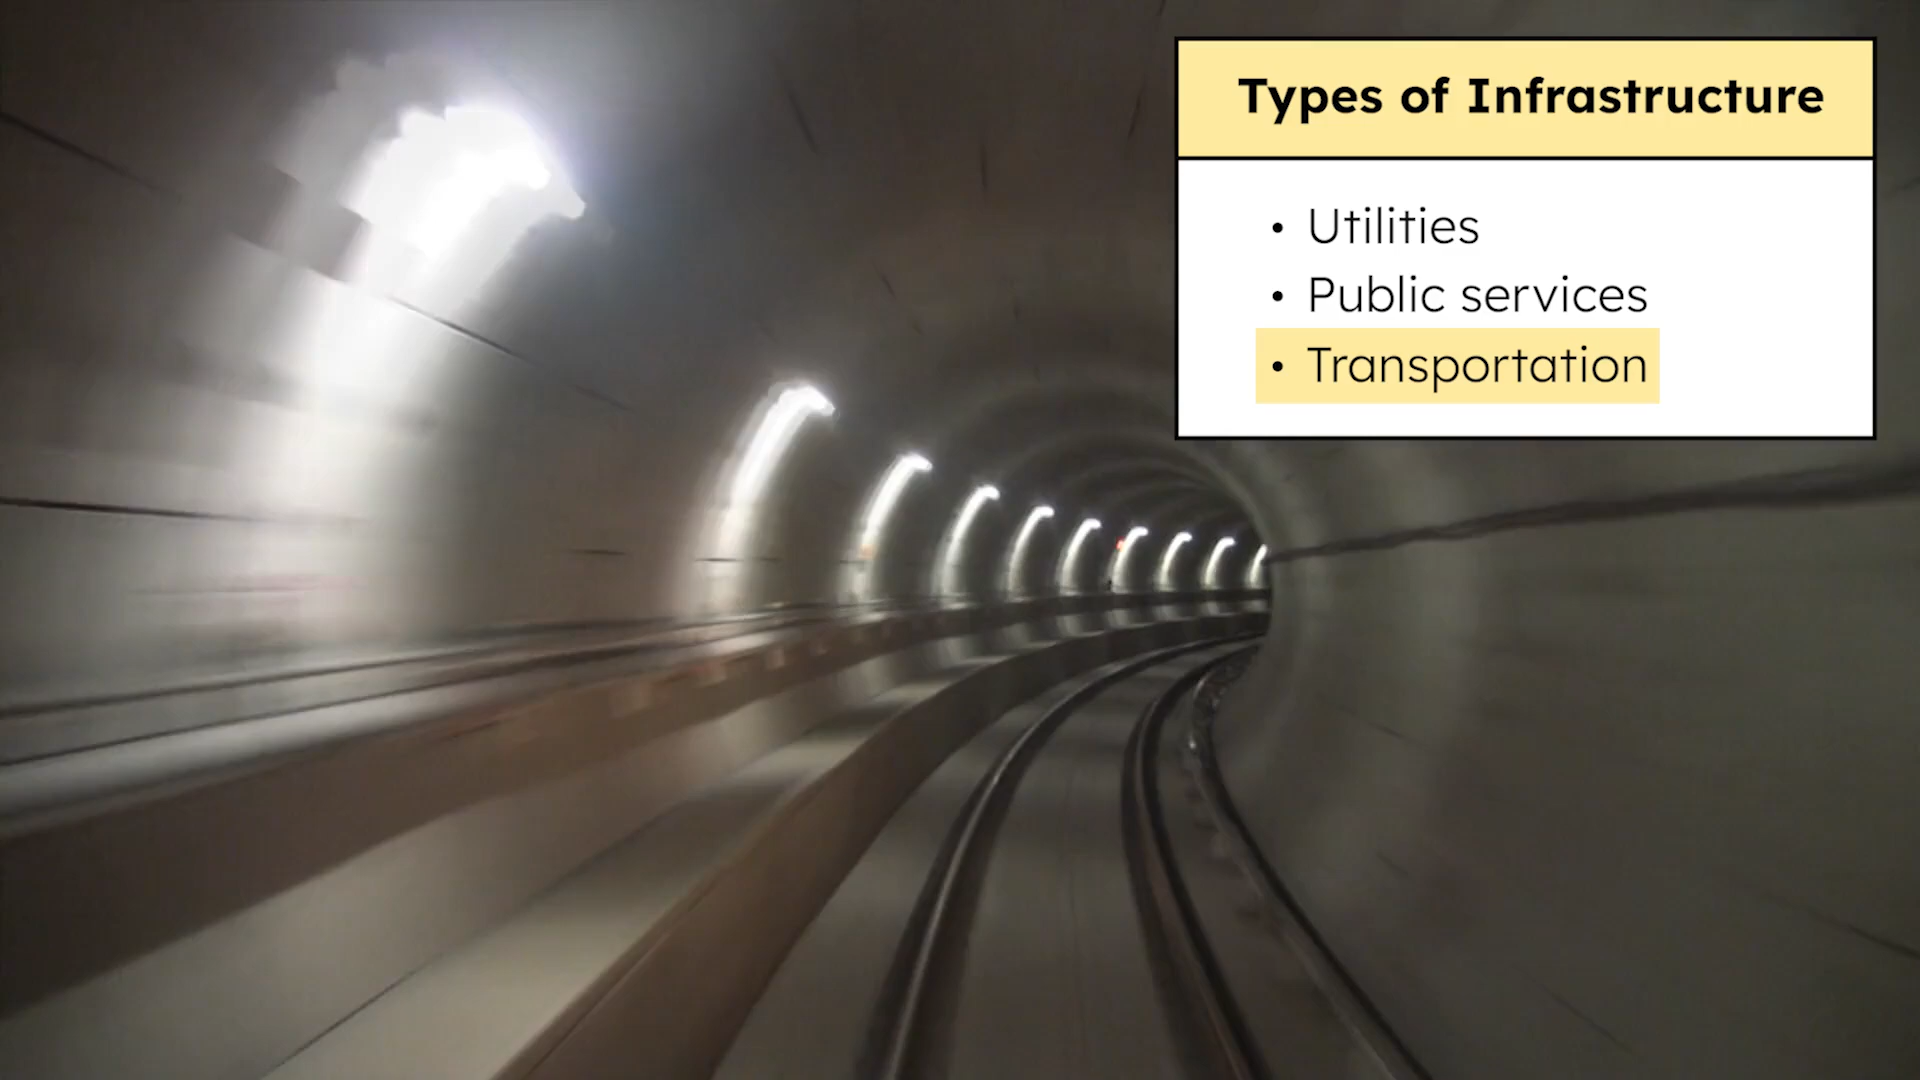 Types of Infrastructure
• Utilities
• Public services
• Transportation